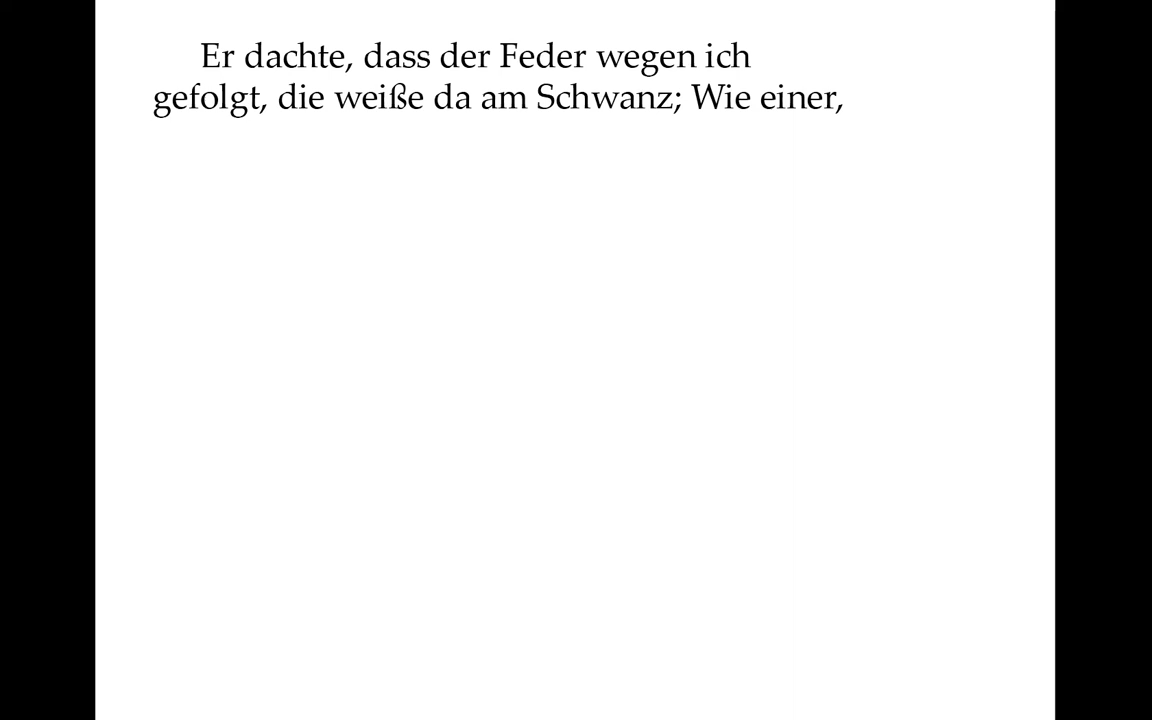 Er dachte, dass der Feder wegen ich
gefolgt, die weiße da am Schwanz; Wie einer,